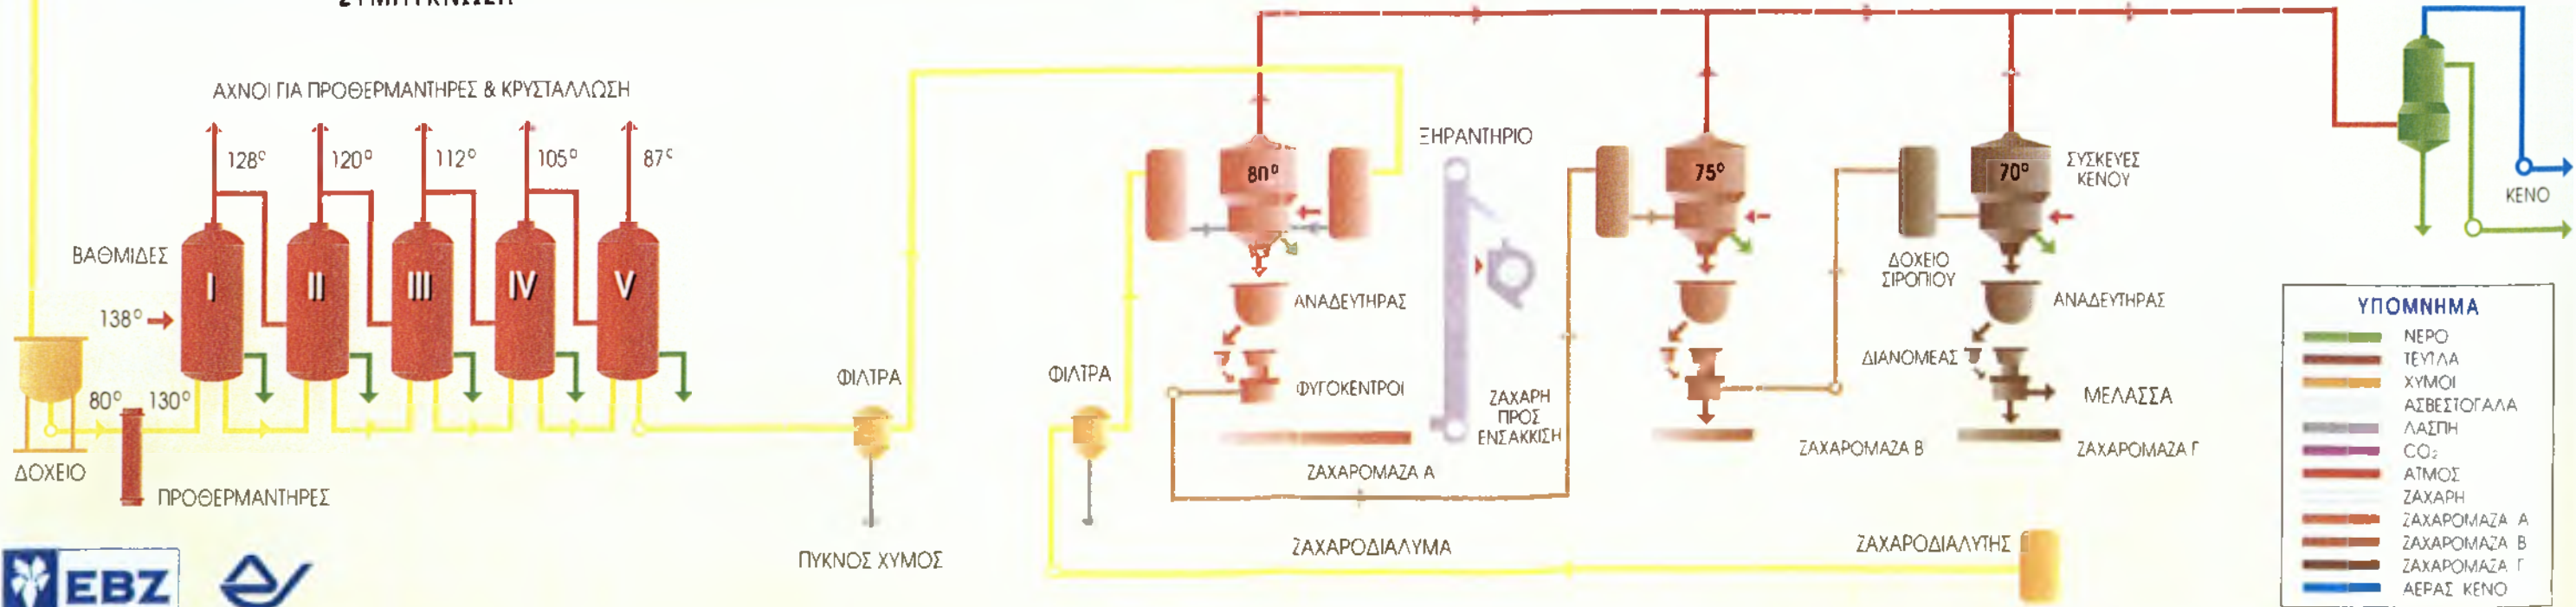 ΣΥΜΠΥΚΝΩΣΗ
ΑΧΝΟΙ ΓΙΑ ΠΡΟΘΕΡΜΑΝΤΗΡΕΣ & ΚΡΥΣΤΑΛΛΩΣΗ
128°
120°
112°
105°
87°
ΒΑΘΜΙΔΕΣ
I
II
III
IV
V
138°
80°
130°
ΔΟΧΕΙΟ
ΠΡΟΘΕΡΜΑΝΤΗΡΕΣ
ΦΙΛΤΡΑ
ΠΥΚΝΟΣ ΧΥΜΟΣ
ΦΙΛΤΡΑ
80°
ΑΝΑΔΕΥΤΗΡΑΣ
ΦΥΓΟΚΕΝΤΡΟΙ
ΖΑΧΑΡΟΜΑΖΑ Α
ΞΗΡΑΝΤΗΡΙΟ
ΖΑΧΑΡΗ
ΠΡΟΣ
ΕΝΣΑΚΚΙΣΗ
75°
ΖΑΧΑΡΟΜΑΖΑ Β
70°
ΣΥΣΚΕΥΕΣ
ΚΕΝΟΥ
ΔΟΧΕΙΟ
ΣΙΡΟΠΙΟΥ
ΑΝΑΔΕΥΤΗΡΑΣ
ΔΙΑΝΟΜΕΑΣ
ΜΕΛΑΣΣΑ
ΖΑΧΑΡΟΜΑΖΑ Γ
ΖΑΧΑΡΟΔΙΑΛΥΜΑ
ΖΑΧΑΡΟΔΙΑΛΥΤΗΣ
ΚΕΝΟ
ΥΠΟΜΝΗΜΑ
ΝΕΡΟ
ΤΕΥΤΛΑ
ΧΥΜΟΙ
ΑΣΒΕΣΤΟΓΑΛΑ
ΛΑΣΠΗ
CO₂
ΑΤΜΟΣ
ΖΑΧΑΡΗ
ΖΑΧΑΡΟΜΑΖΑ Α
ΖΑΧΑΡΟΜΑΖΑ Β
ΖΑΧΑΡΟΜΑΖΑ Γ
ΑΕΡΑΣ ΚΕΝΟ
EBZ